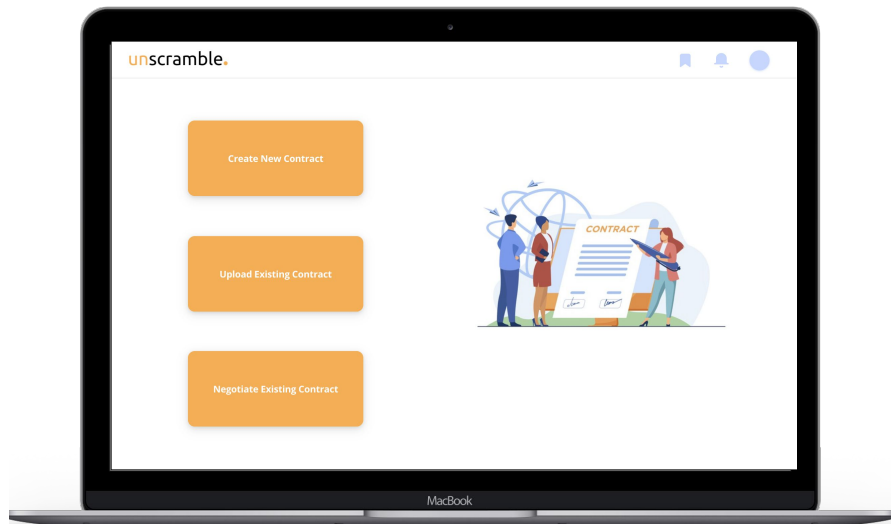 unscramble.
Create New Contract
CONTRACT
Upload Existing Contract
Negotiate Existing Contract
MacBook